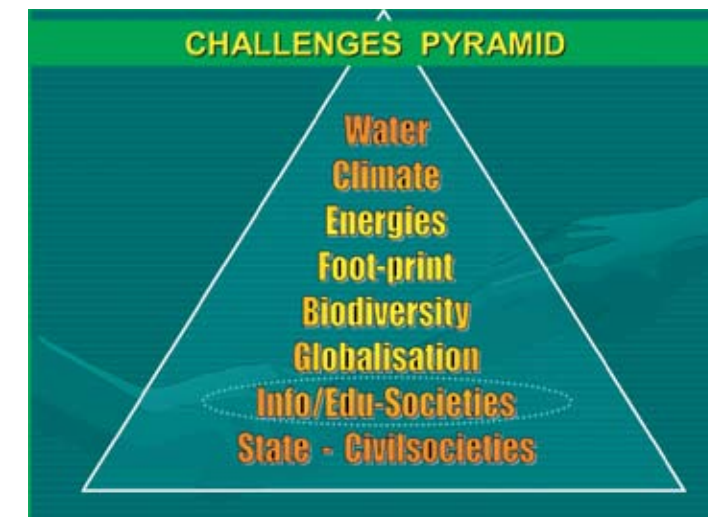 CHALLENGES PYRAMID
Water
Climate
Energies
Foot-print
Biodiversity
Globalisation
Info/Edu-Societies
State - Civilsocieties